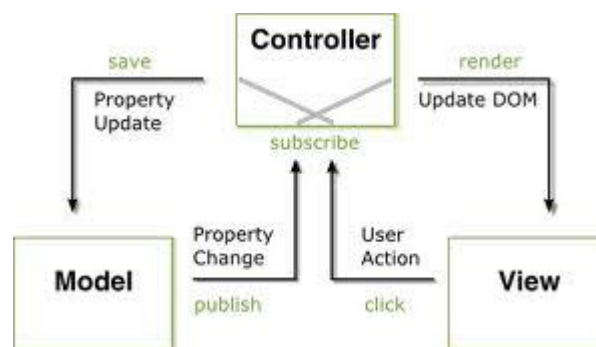 Controller
save
render
Property
Update
Update DOM
subscribe
Property
Change
User
Action
Model
View
publish
click